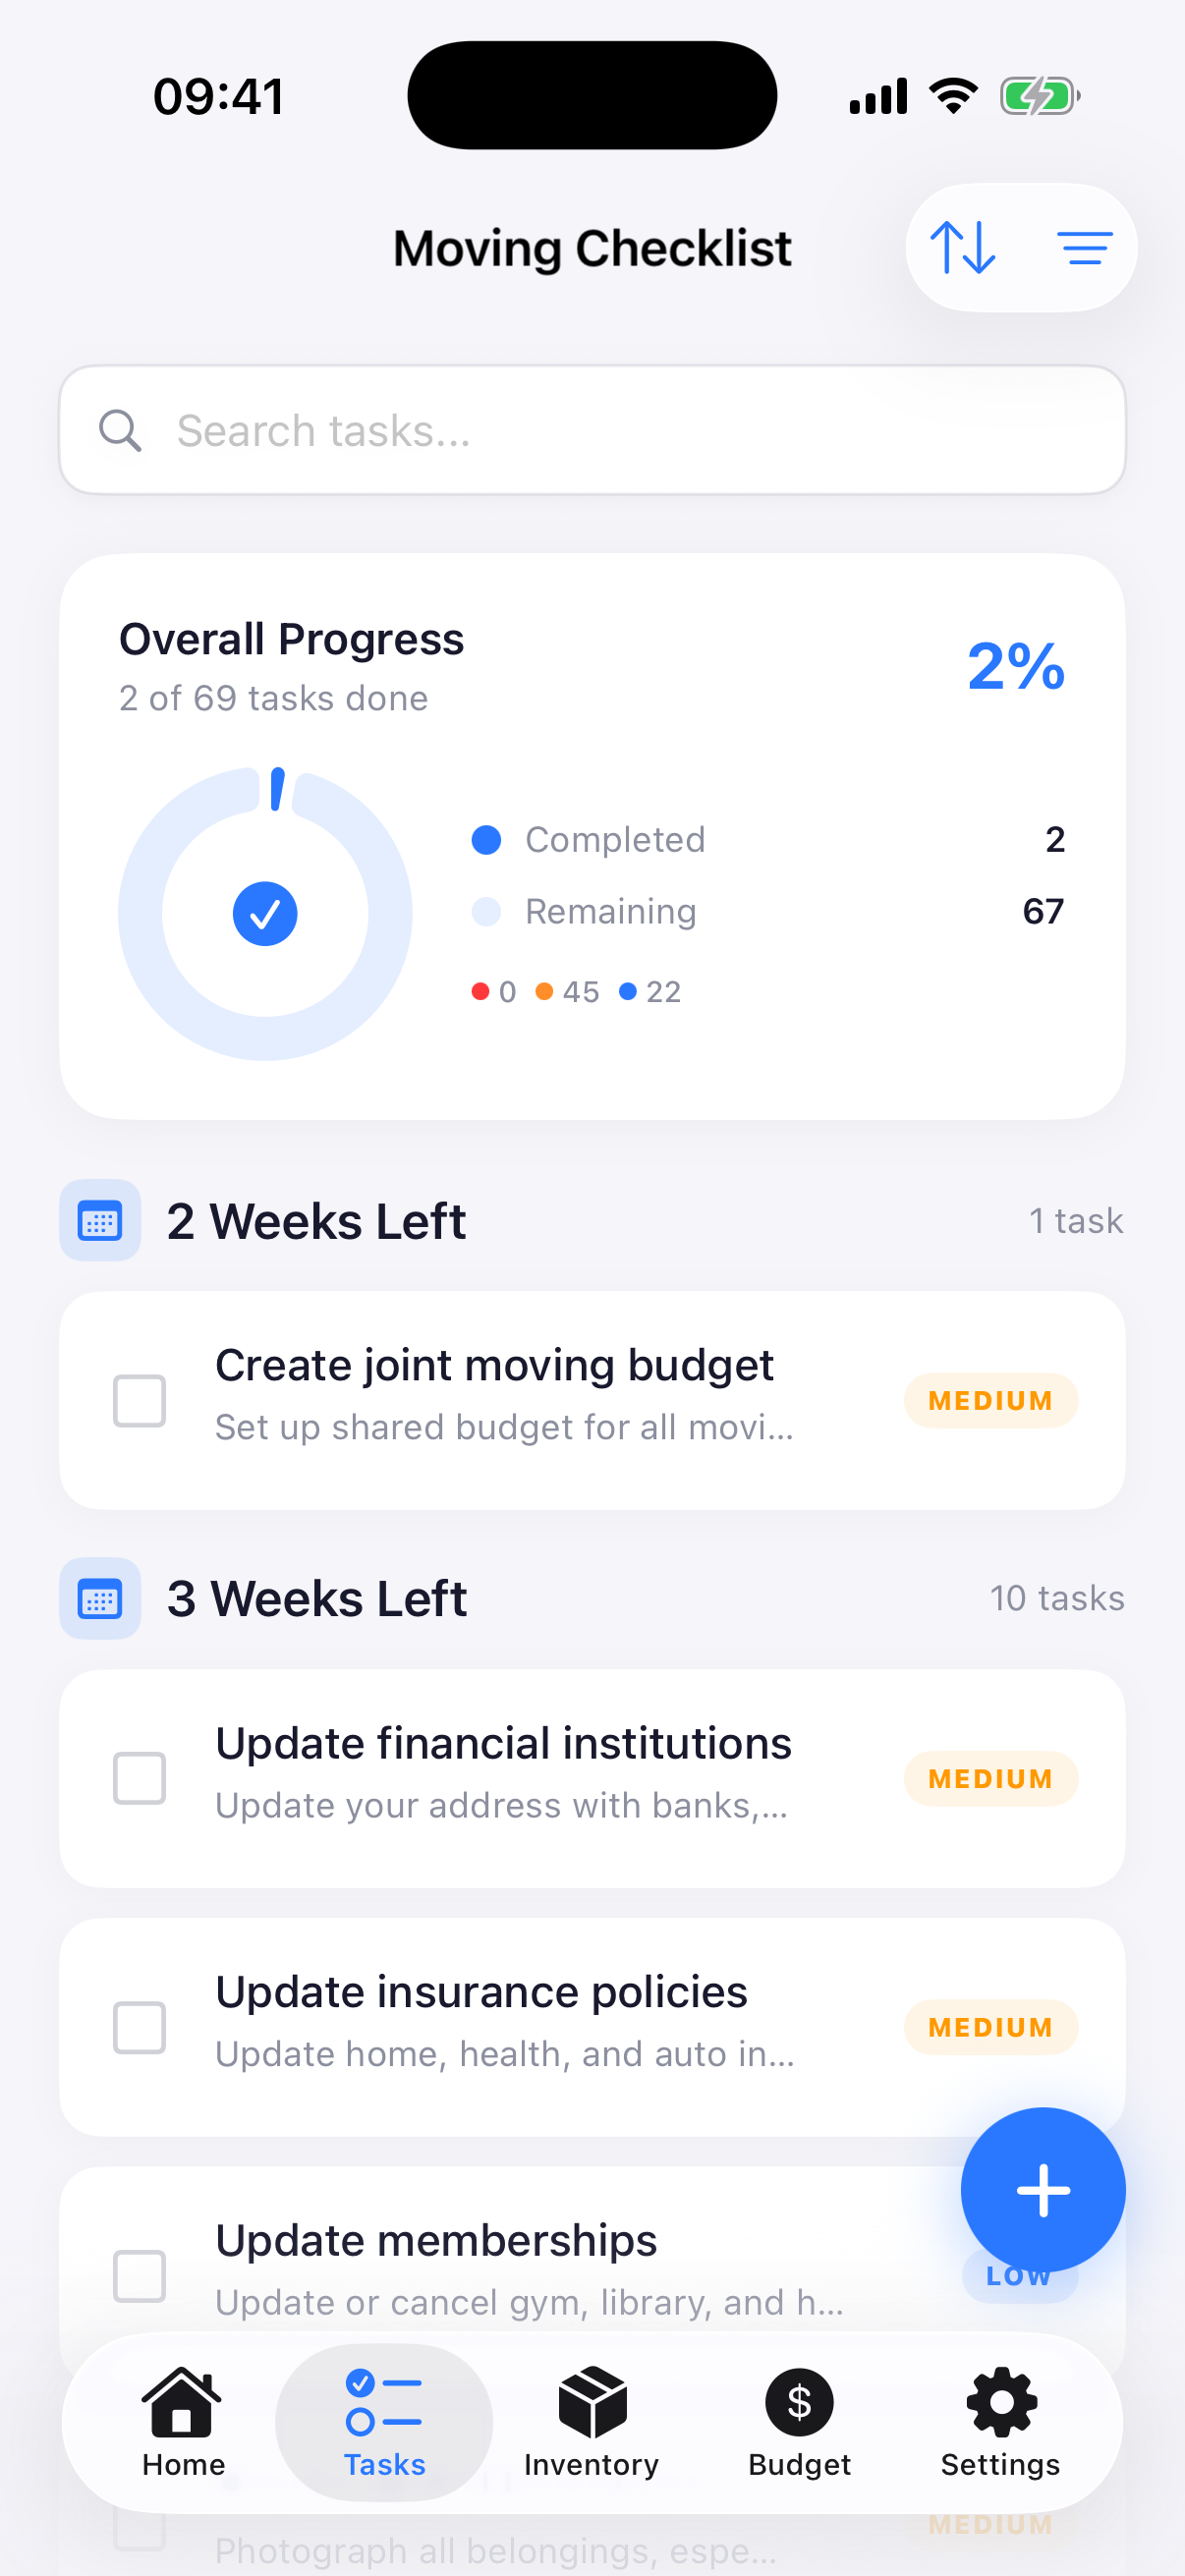 09:41
Moving Checklist
Search tasks...
Overall Progress
2%
2 of 69 tasks done
Completed 2
Remaining 67
0 45 22
2 Weeks Left 1 task
Create joint moving budget
MEDIUM
Set up shared budget for all movi...
3 Weeks Left 10 tasks
Update financial institutions
MEDIUM
Update your address with banks,...
Update insurance policies
MEDIUM
Update home, health, and auto in...
Update memberships
LOW
Update or cancel gym, library, and h...
Home Tasks Inventory Budget Settings
MEDIUM
Photograph all belongings, espe...